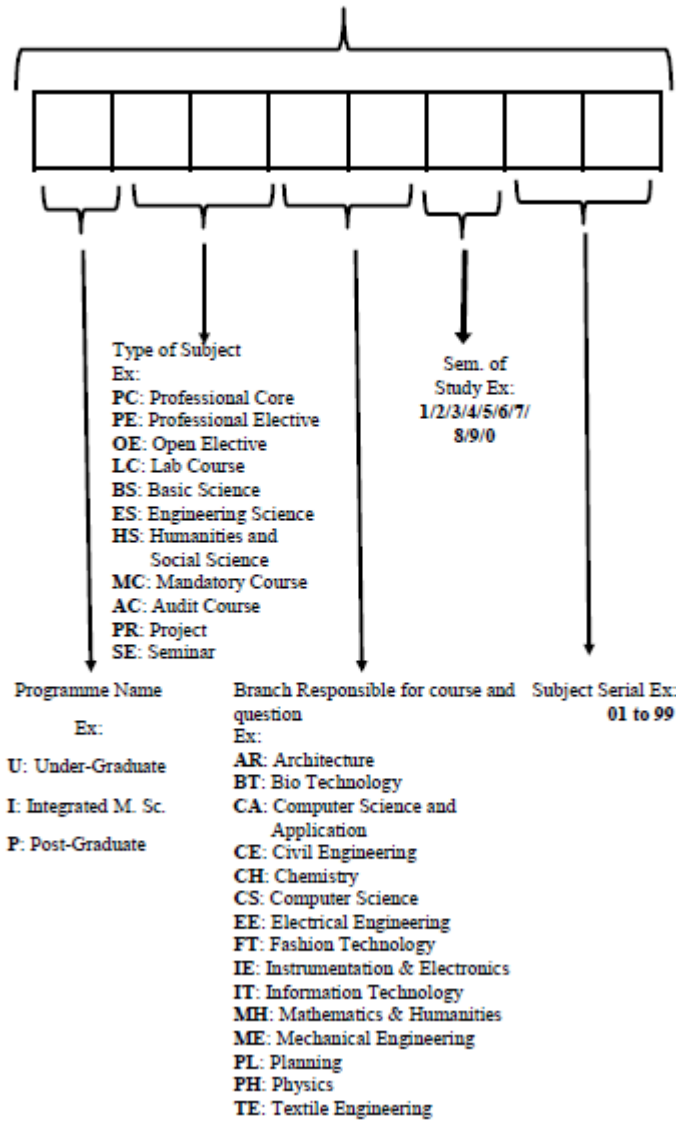 Type of Subject
Ex:
PC: Professional Core
PE: Professional Elective
OE: Open Elective
LC: Lab Course
BS: Basic Science
ES: Engineering Science
HS: Humanities and
Social Science
MC: Mandatory Course
AC: Audit Course
PR: Project
SE: Seminar
Sem. of
Study Ex:
1/2/3/4/5/6/7/
8/9/0
Programme Name
Ex:
U: Under-Graduate
I: Integrated M. Sc.
P: Post-Graduate
Branch Responsible for course and
question
Ex:
AR: Architecture
BT: Bio Technology
CA: Computer Science and
Application
CE: Civil Engineering
CH: Chemistry
CS: Computer Science
EE: Electrical Engineering
FT: Fashion Technology
IE: Instrumentation & Electronics
IT: Information Technology
MH: Mathematics & Humanities
ME: Mechanical Engineering
PL: Planning
PH: Physics
TE: Textile Engineering
Subject Serial Ex:
01 to 99